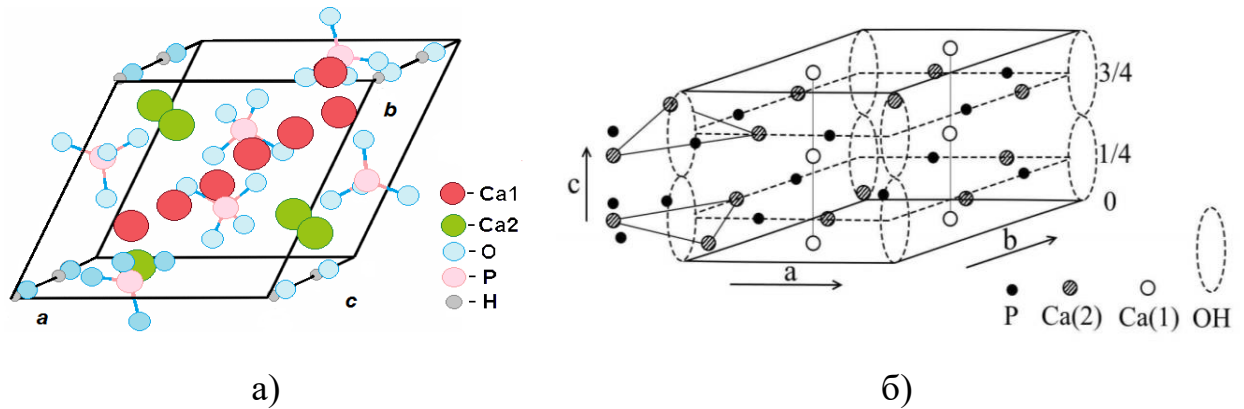 b
a
c
- Ca1
- Ca2
- O
- P
- H
3/4
1/4
0
c
a
b
P Ca(2) Ca(1) OH
а) б)